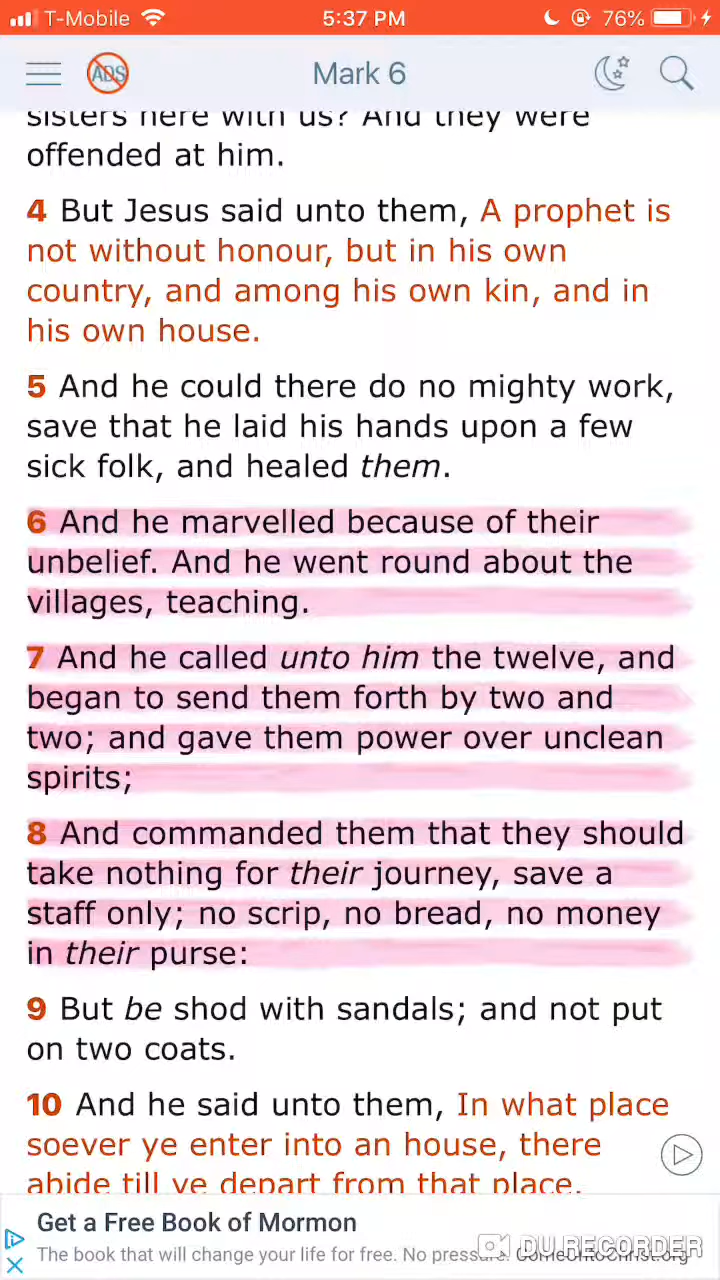 T-Mobile 5:37 PM 76%
ADS Mark 6
sisters here with us? And they were
offended at him.
4 But Jesus said unto them, A prophet is
not without honour, but in his own
country, and among his own kin, and in
his own house.
5 And he could there do no mighty work,
save that he laid his hands upon a few
sick folk, and healed them.
6 And he marvelled because of their
unbelief. And he went round about the
villages, teaching.
7 And he called unto him the twelve, and
began to send them forth by two and
two; and gave them power over unclean
spirits;
8 And commanded them that they should
take nothing for their journey, save a
staff only; no scrip, no bread, no money
in their purse:
9 But be shod with sandals; and not put
on two coats.
10 And he said unto them, In what place
soever ye enter into an house, there
abide till ye depart from that place.
Get a Free Book of Mormon
The book that will change your life for free. No pressure. ComeUntoChrist.org
DU RECORDER